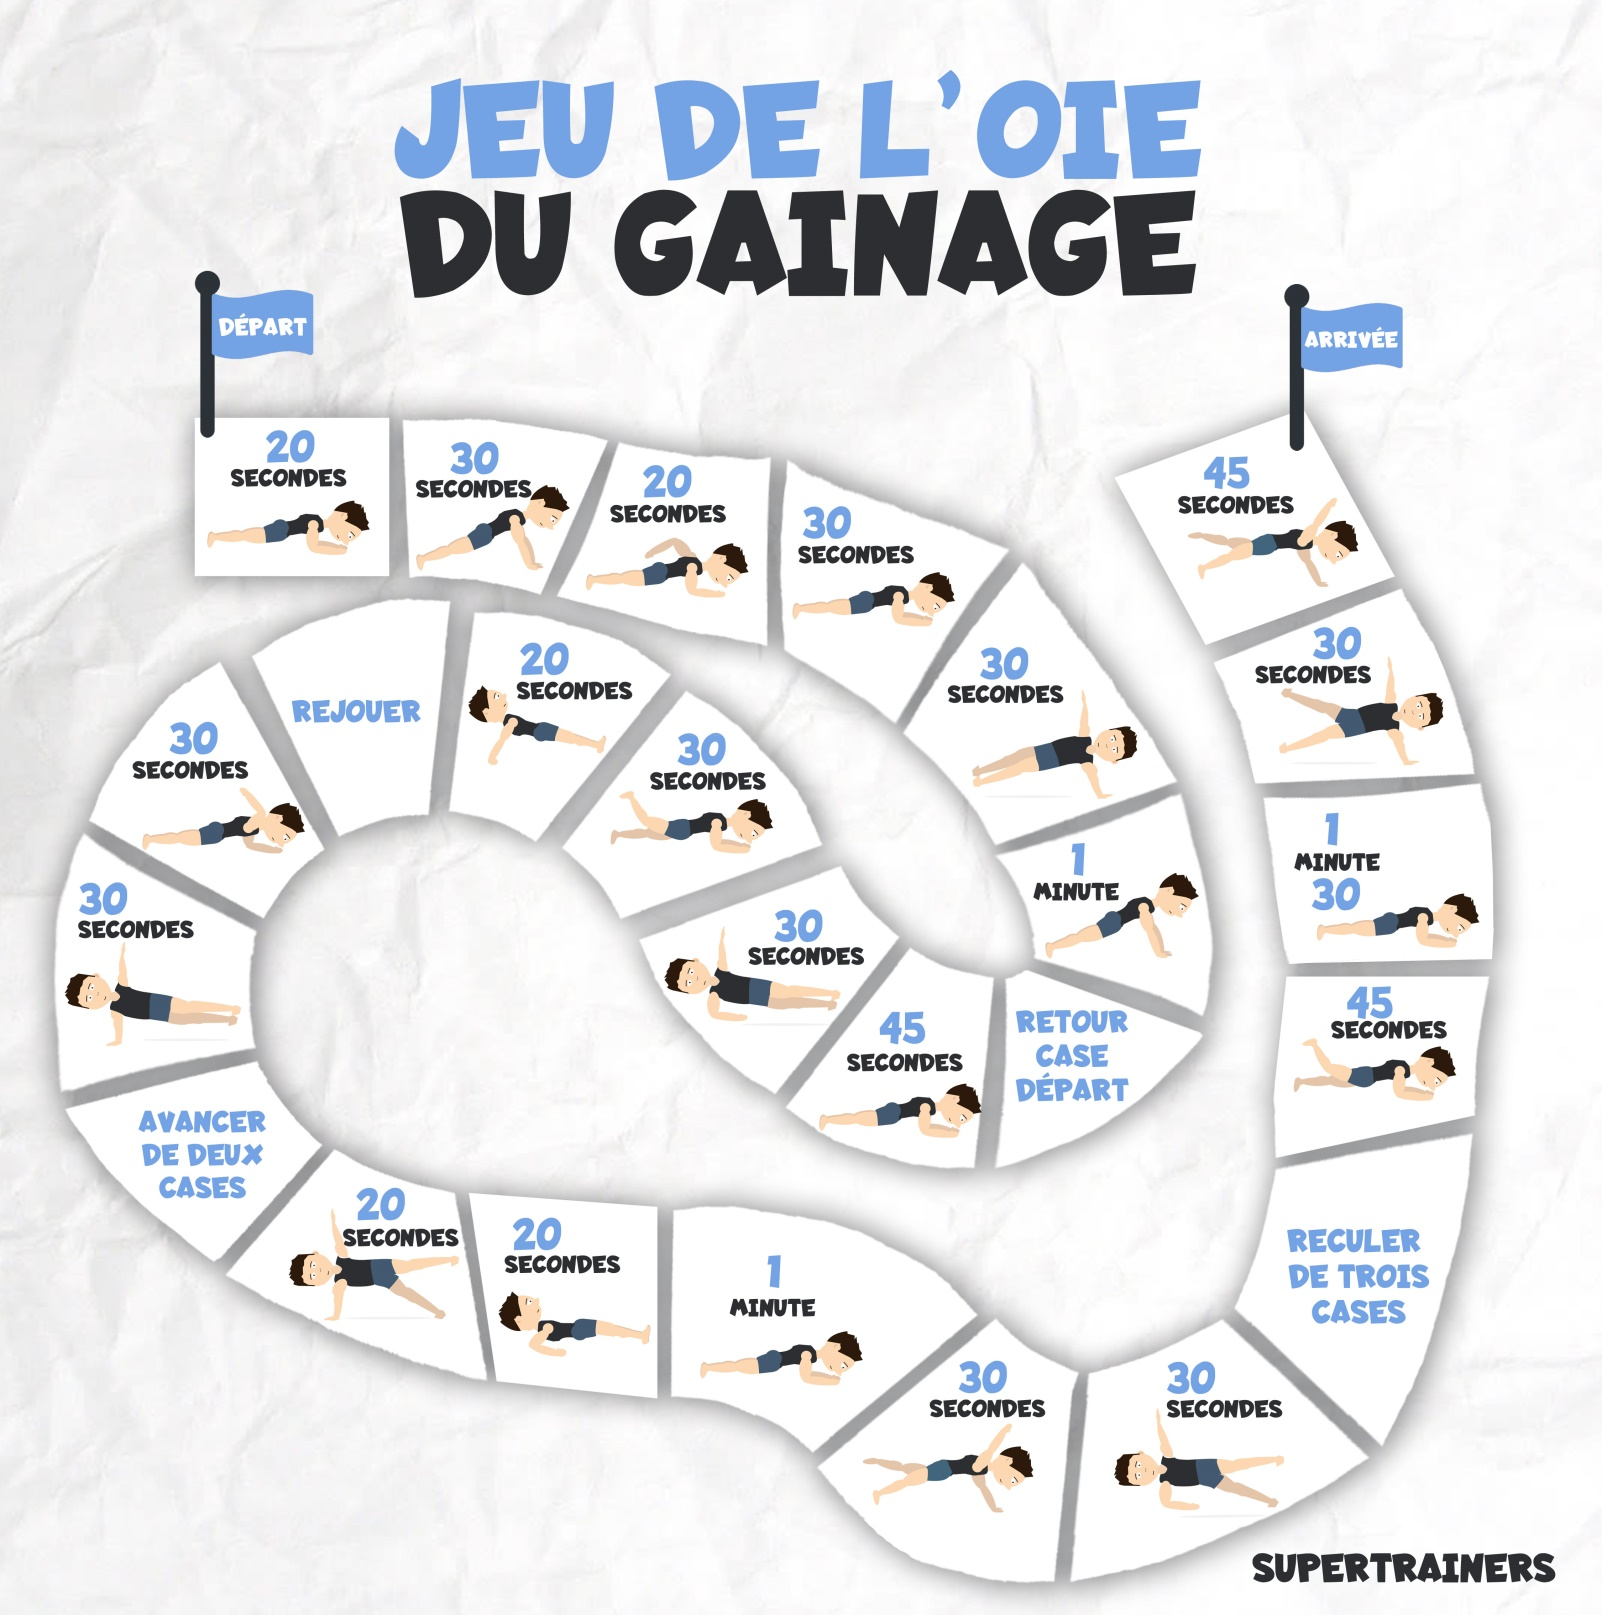 JEU DE L'OIE
DU GAINAGE
DÉPART
ARRIVÉE
20
SECONDES
30
SECONDES
20
SECONDES
30
SECONDES
30
SECONDES
1
MINUTE
RETOUR
CASE
DÉPART
45
SECONDES
30
SECONDES
30
SECONDES
20
SECONDES
REJOUER
30
SECONDES
30
SECONDES
AVANCER
DE DEUX
CASES
20
SECONDES
20
SECONDES
1
MINUTE
30
SECONDES
30
SECONDES
RECULER
DE TROIS
CASES
45
SECONDES
1
MINUTE
30
30
SECONDES
45
SECONDES
SUPERTRAINERS